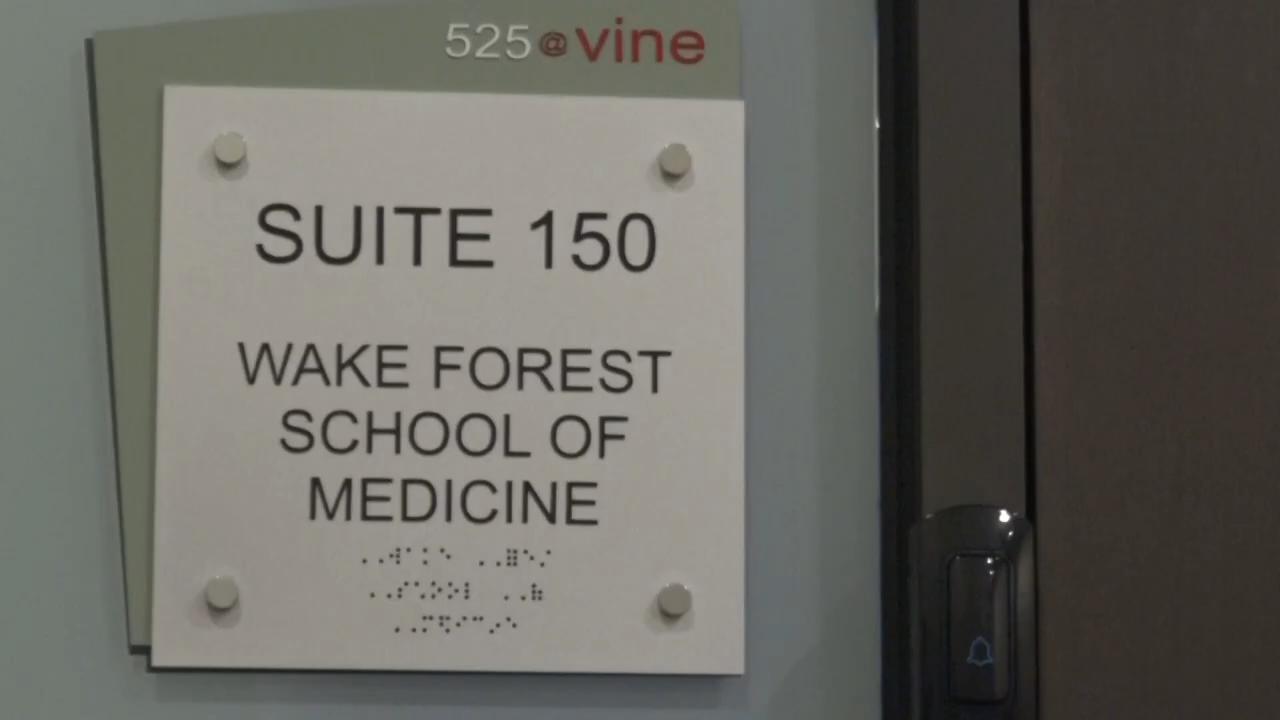 525@vine
SUITE 150
WAKE FOREST
SCHOOL OF
MEDICINE